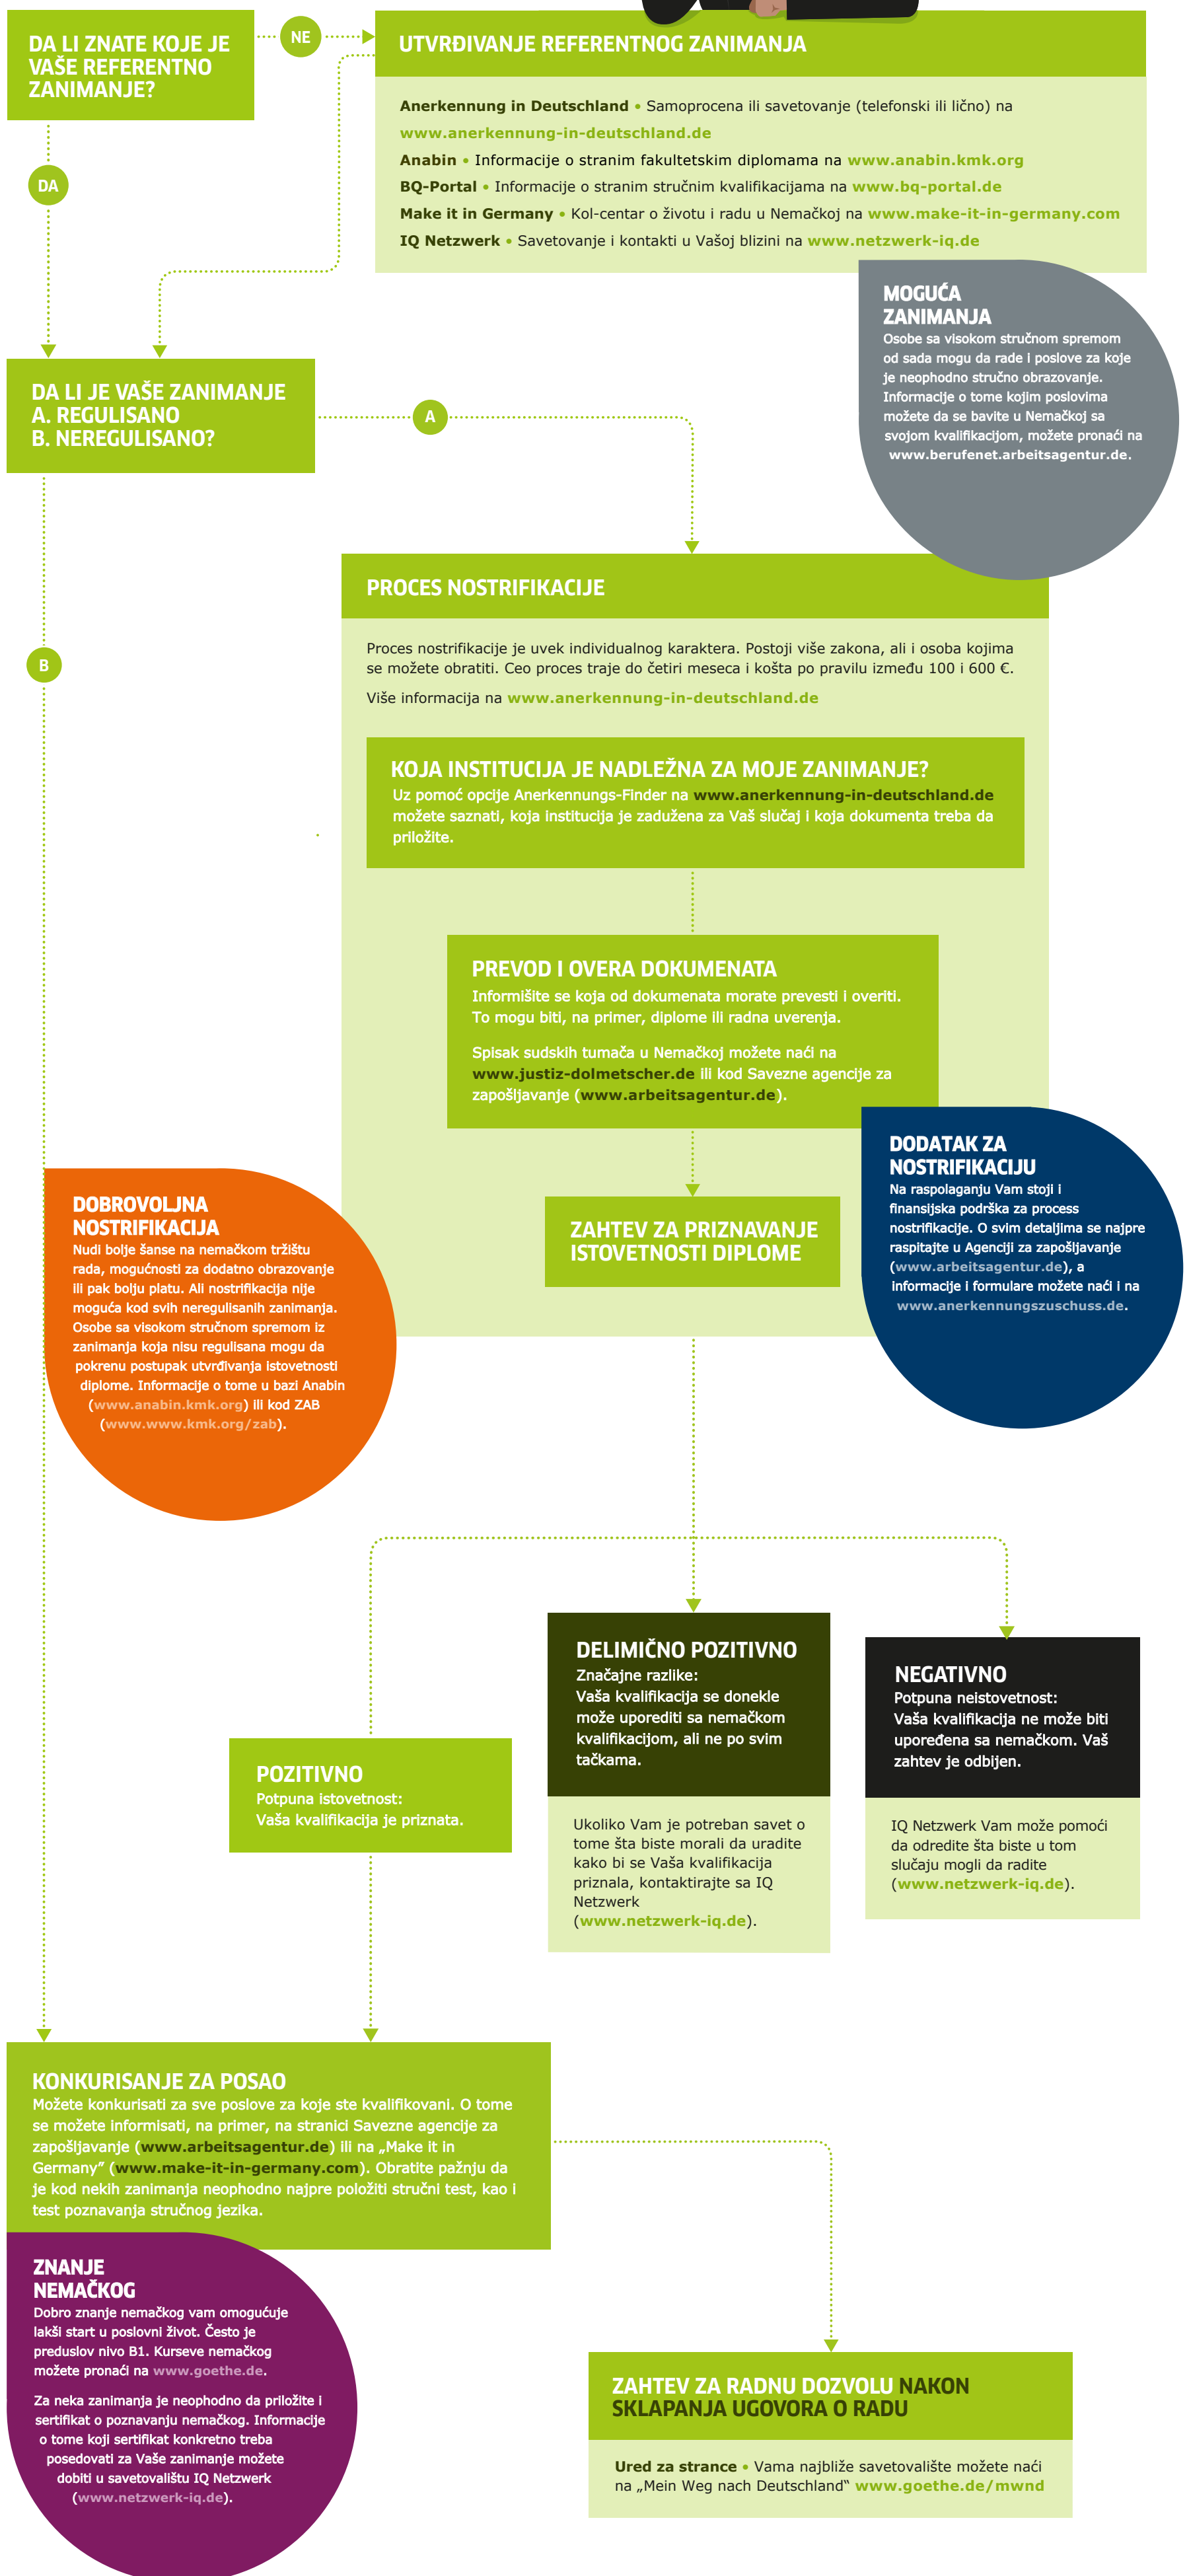 DA LI ZNATE KOJE JE
VAŠE REFERENTNO
ZANIMANJE?
NE
DA
UTVRĐIVANJE REFERENTNOG ZANIMANJA
Anerkennung in Deutschland • Samoprocena ili savetovanje (telefonski ili lično) na
www.anerkennung-in-deutschland.de
Anabin • Informacije o stranim fakultetskim diplomama na www.anabin.kmk.org
BQ-Portal • Informacije o stranim stručnim kvalifikacijama na www.bq-portal.de
Make it in Germany • Kol-centar o životu i radu u Nemačkoj na www.make-it-in-germany.com
IQ Netzwerk • Savetovanje i kontakti u Vašoj blizini na www.netzwerk-iq.de
MOGUĆA
ZANIMANJA
Osobe sa visokom stručnom spremom
od sada mogu da rade i poslove za koje
je neophodno stručno obrazovanje.
Informacije o tome kojim poslovima
možete da se bavite u Nemačkoj sa
svojom kvalifikacijom, možete pronaći na
www.berufenet.arbeitsagentur.de.
DA LI JE VAŠE ZANIMANJE
A. REGULISANO
B. NEREGULISANO?
A
B
PROCES NOSTRIFIKACIJE
Proces nostrifikacije je uvek individualnog karaktera. Postoji više zakona, ali i osoba kojima
se možete obratiti. Ceo proces traje do četiri meseca i košta po pravilu između 100 i 600 €.
Više informacija na www.anerkennung-in-deutschland.de
KOJA INSTITUCIJA JE NADLEŽNA ZA MOJE ZANIMANJE?
Uz pomoć opcije Anerkennungs-Finder na www.anerkennung-in-deutschland.de
možete saznati, koja institucija je zadužena za Vaš slučaj i koja dokumenta treba da
priložite.
PREVOD I OVERA DOKUMENATA
Informišite se koja od dokumenata morate prevesti i overiti.
To mogu biti, na primer, diplome ili radna uverenja.
Spisak sudskih tumača u Nemačkoj možete naći na
www.justiz-dolmetscher.de ili kod Savezne agencije za
zapošljavanje (www.arbeitsagentur.de).
ZAHTEV ZA PRIZNAVANJE
ISTOVETNOSTI DIPLOME
DODATAK ZA
NOSTRIFIKACIJU
Na raspolaganju Vam stoji i
finansijska podrška za process
nostrifikacije. O svim detaljima se najpre
raspitajte u Agenciji za zapošljavanje
(www.arbeitsagentur.de), a
informacije i formulare možete naći i na
www.anerkennungszuschuss.de.
DOBROVOLJNA
NOSTRIFIKACIJA
Nudi bolje šanse na nemačkom tržištu
rada, mogućnosti za dodatno obrazovanje
ili pak bolju platu. Ali nostrifikacija nije
moguća kod svih neregulisanih zanimanja.
Osobe sa visokom stručnom spremom iz
zanimanja koja nisu regulisana mogu da
pokrenu postupak utvrđivanja istovetnosti
diplome. Informacije o tome u bazi Anabin
(www.anabin.kmk.org) ili kod ZAB
(www.www.kmk.org/zab).
DELIMIČNO POZITIVNO
Značajne razlike:
Vaša kvalifikacija se donekle
može uporediti sa nemačkom
kvalifikacijom, ali ne po svim
tačkama.
Ukoliko Vam je potreban savet o
tome šta biste morali da uradite
kako bi se Vaša kvalifikacija
priznala, kontaktirajte sa IQ
Netzwerk
(www.netzwerk-iq.de).
NEGATIVNO
Potpuna neistovetnost:
Vaša kvalifikacija ne može biti
upoređena sa nemačkom. Vaš
zahtev je odbijen.
IQ Netzwerk Vam može pomoći
da odredite šta biste u tom
slučaju mogli da radite
(www.netzwerk-iq.de).
POZITIVNO
Potpuna istovetnost:
Vaša kvalifikacija je priznata.
KONKURISANJE ZA POSAO
Možete konkurisati za sve poslove za koje ste kvalifikovani. O tome
se možete informisati, na primer, na stranici Savezne agencije za
zapošljavanje (www.arbeitsagentur.de) ili na „Make it in
Germany” (www.make-it-in-germany.com). Obratite pažnju da
je kod nekih zanimanja neophodno najpre položiti stručni test, kao i
test poznavanja stručnog jezika.
ZNANJE
NEMAČKOG
Dobro znanje nemačkog vam omogućuje
lakši start u poslovni život. Često je
preduslov nivo B1. Kurseve nemačkog
možete pronaći na www.goethe.de.
Za neka zanimanja je neophodno da priložite i
sertifikat o poznavanju nemačkog. Informacije
o tome koji sertifikat konkretno treba
posedovati za Vaše zanimanje možete
dobiti u savetovalištu IQ Netzwerk
(www.netzwerk-iq.de).
ZAHTEV ZA RADNU DOZVOLU NAKON
SKLAPANJA UGOVORA O RADU
Ured za strance • Vama najbliže savetovalište možete naći
na „Mein Weg nach Deutschland“ www.goethe.de/mwnd